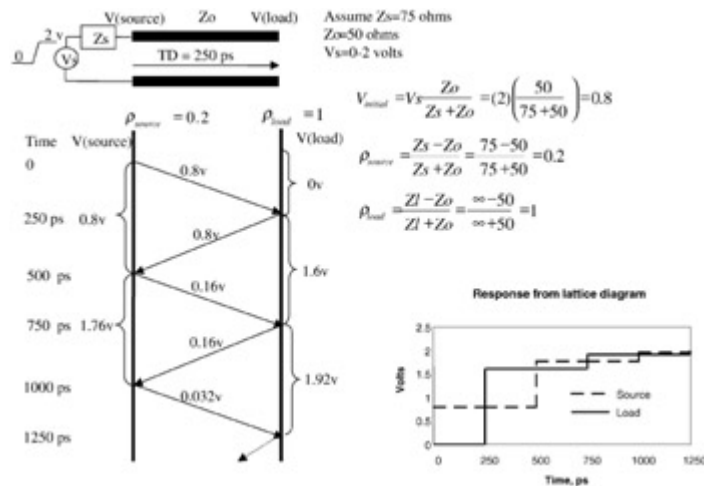 V(source) Zo V(load)
Assume Zs=75 ohms
Zo=50 ohms
Vs=0-2 volts
2 v
Zs
0
Vs
TD = 250 ps
V_initial = Vs Zo/(Zs+Zo) = (2)(50/(75+50)) = 0.8
ρ_source = (Zs−Zo)/(Zs+Zo) = (75−50)/(75+50) = 0.2
ρ_load = (Zl−Zo)/(Zl+Zo) = (∞−50)/(∞+50) = 1
ρ_source = 0.2 ρ_load = 1
Time V(source) V(load)
0
0.8v
0v
250 ps 0.8v
0.8v
1.6v
500 ps
0.16v
750 ps 1.76v
0.16v
1.92v
1000 ps
0.032v
1250 ps
Response from lattice diagram
2.5
2
1.5
1
0.5
0
Volts
Source
Load
0 250 500 750 1000 1250
Time, ps